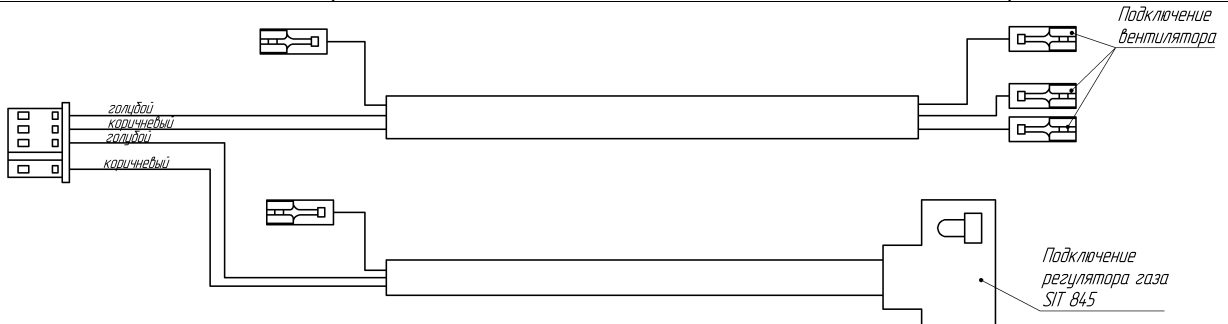 Подключение
вентилятора
голубой
коричневый
голубой
коричневый
Подключение
регулятора газа
SIT 845